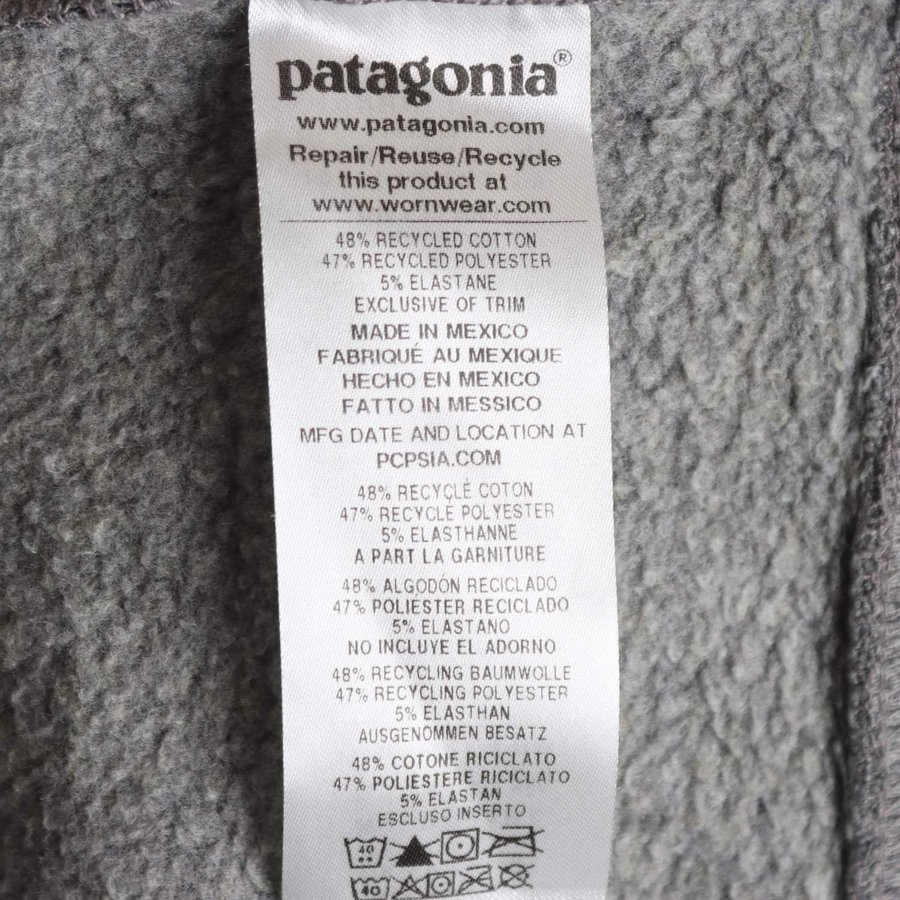 patagonia®
www.patagonia.com
Repair/Reuse/Recycle
this product at
www.wornwear.com
48% RECYCLED COTTON
47% RECYCLED POLYESTER
5% ELASTANE
EXCLUSIVE OF TRIM
MADE IN MEXICO
FABRIQUÉ AU MEXIQUE
HECHO EN MEXICO
FATTO IN MESSICO
MFG DATE AND LOCATION AT
PCPSIA.COM
48% RECYCLÉ COTON
47% RECYCLÉ POLYESTER
5% ELASTHANNE
A PART LA GARNITURE
48% ALGODÓN RECICLADO
47% POLIÉSTER RECICLADO
5% ELASTANO
NO INCLUYE EL ADORNO
48% RECYCLING BAUMWOLLE
47% RECYCLING POLYESTER
5% ELASTHAN
AUSGENOMMEN BESATZ
48% COTONE RICICLATO
47% POLIESTERE RICICLATO
5% ELASTAN
ESCLUSO INSERTO
40
40